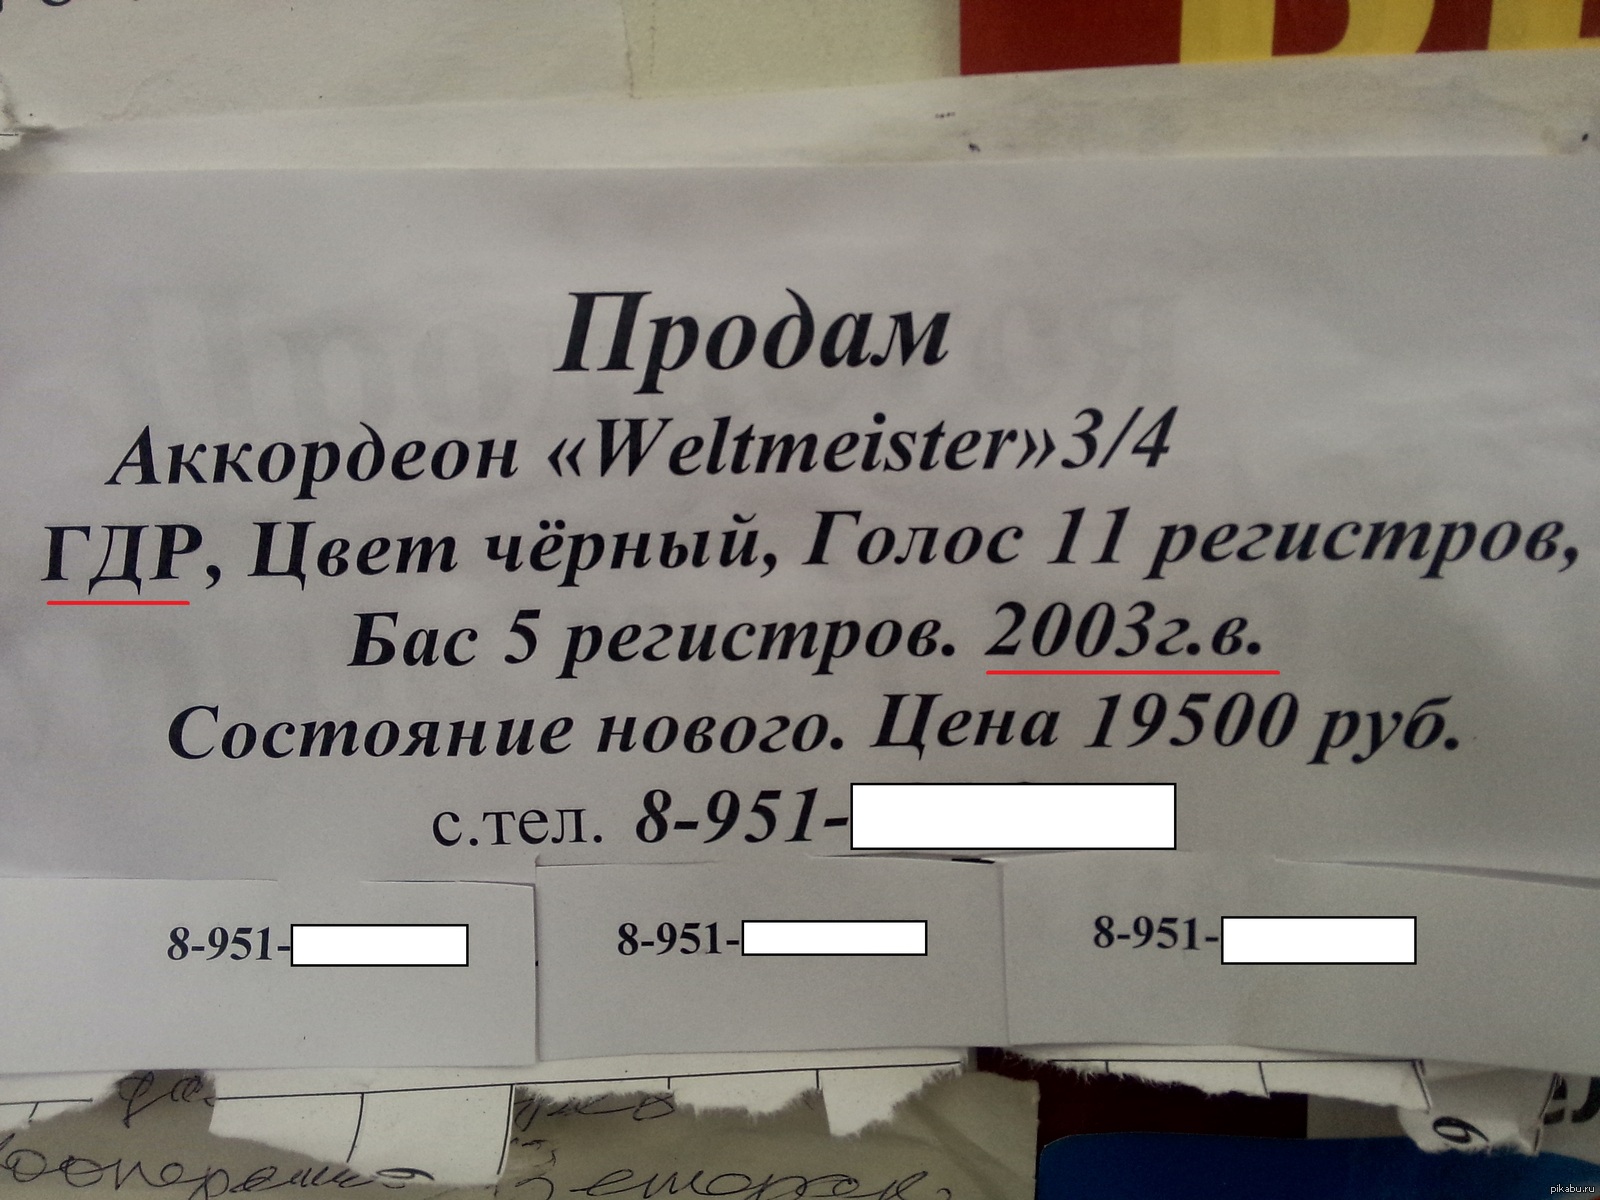 Продам
Аккордеон «Weltmeister»3/4
ГДР, Цвет чёрный, Голос 11 регистров,
Бас 5 регистров. 2003г.в.
Состояние нового. Цена 19500 руб.
с.тел. 8-951-
8-951- 8-951- 8-951-
pikabu.ru